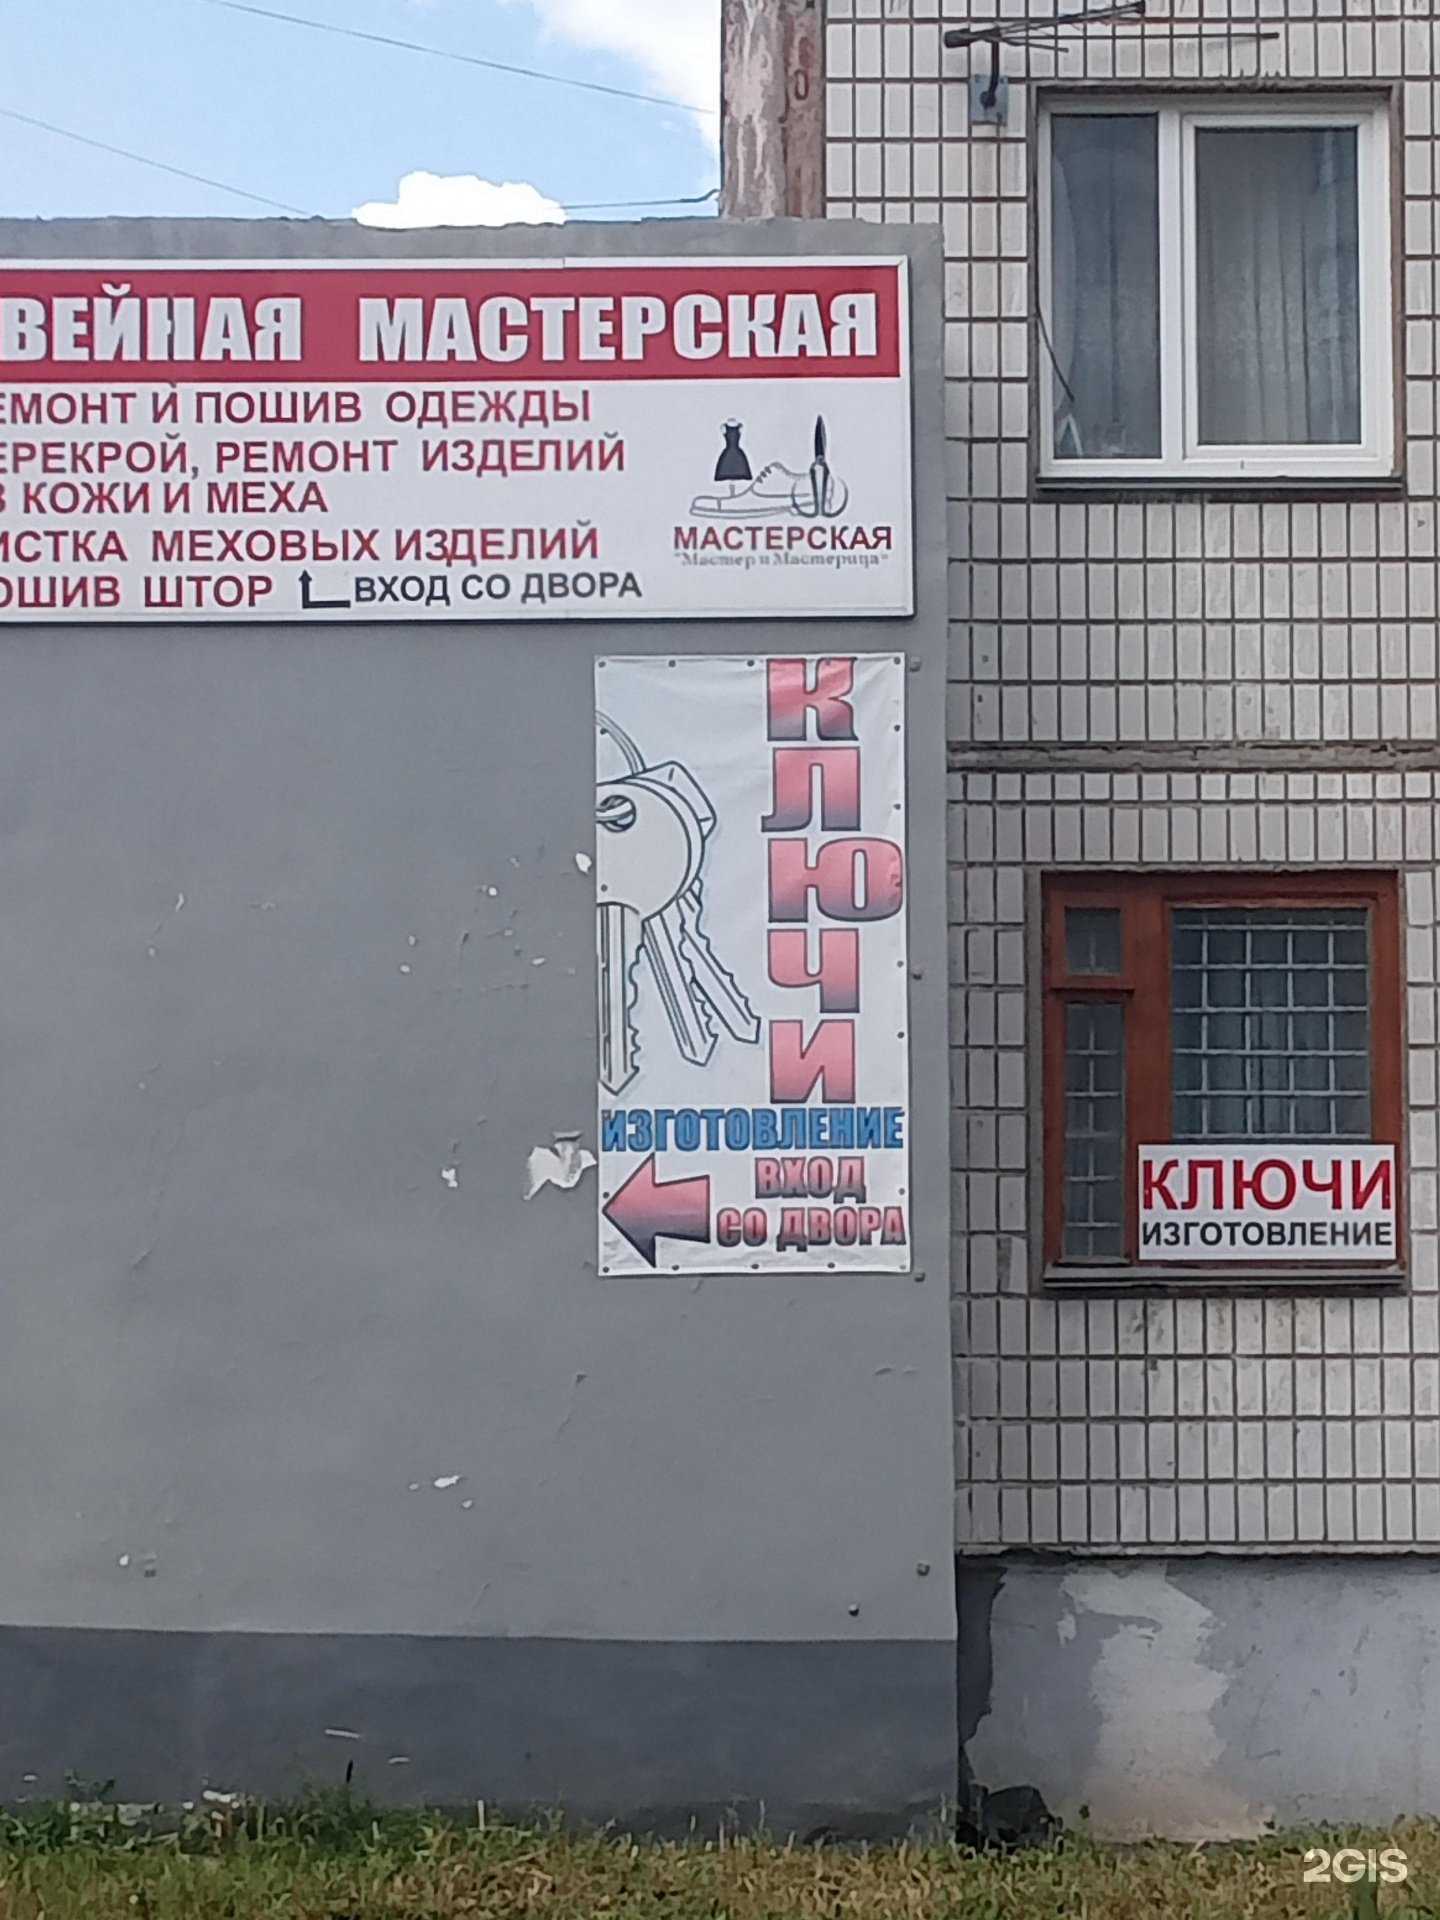 ВЕЙНАЯ МАСТЕРСКАЯ
ЕМОНТ И ПОШИВ ОДЕЖДЫ
ЕРЕКРОЙ, РЕМОНТ ИЗДЕЛИЙ
З КОЖИ И МЕХА
ИСТКА МЕХОВЫХ ИЗДЕЛИЙ
ОШИВ ШТОР ВХОД СО ДВОРА
МАСТЕРСКАЯ
"Мастер и Мастерица"
КЛЮЧИ
ИЗГОТОВЛЕНИЕ
ВХОД
СО ДВОРА
КЛЮЧИ
ИЗГОТОВЛЕНИЕ
2GIS